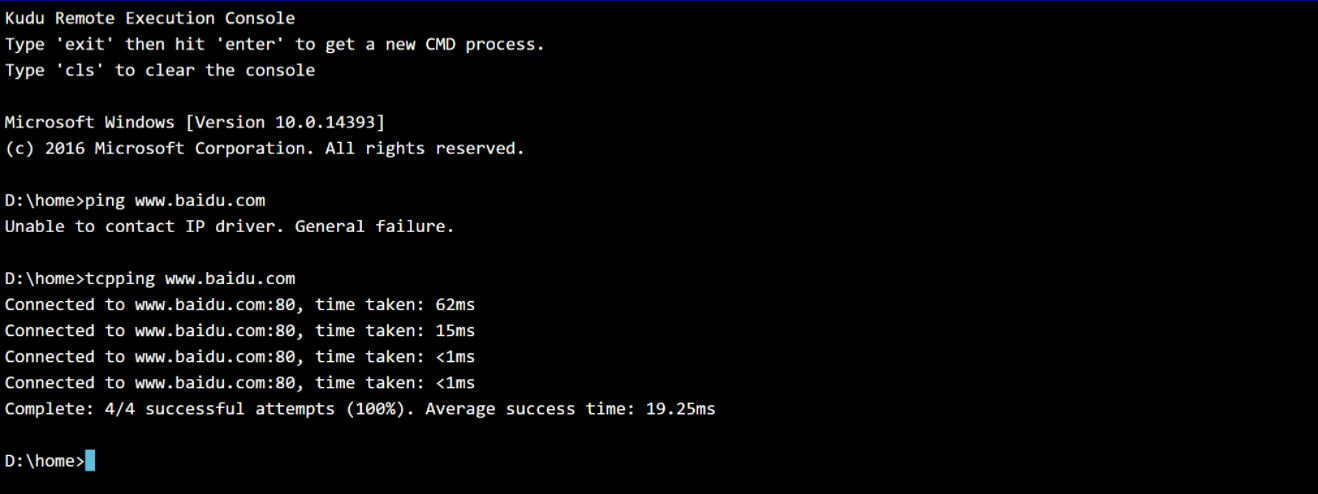 Kudu Remote Execution Console
Type 'exit' then hit 'enter' to get a new CMD process.
Type 'cls' to clear the console
Microsoft Windows [Version 10.0.14393]
(c) 2016 Microsoft Corporation. All rights reserved.
D:\home>ping www.baidu.com
Unable to contact IP driver. General failure.
D:\home>tcpping www.baidu.com
Connected to www.baidu.com:80, time taken: 62ms
Connected to www.baidu.com:80, time taken: 15ms
Connected to www.baidu.com:80, time taken: <1ms
Connected to www.baidu.com:80, time taken: <1ms
Complete: 4/4 successful attempts (100%). Average success time: 19.25ms
D:\home>